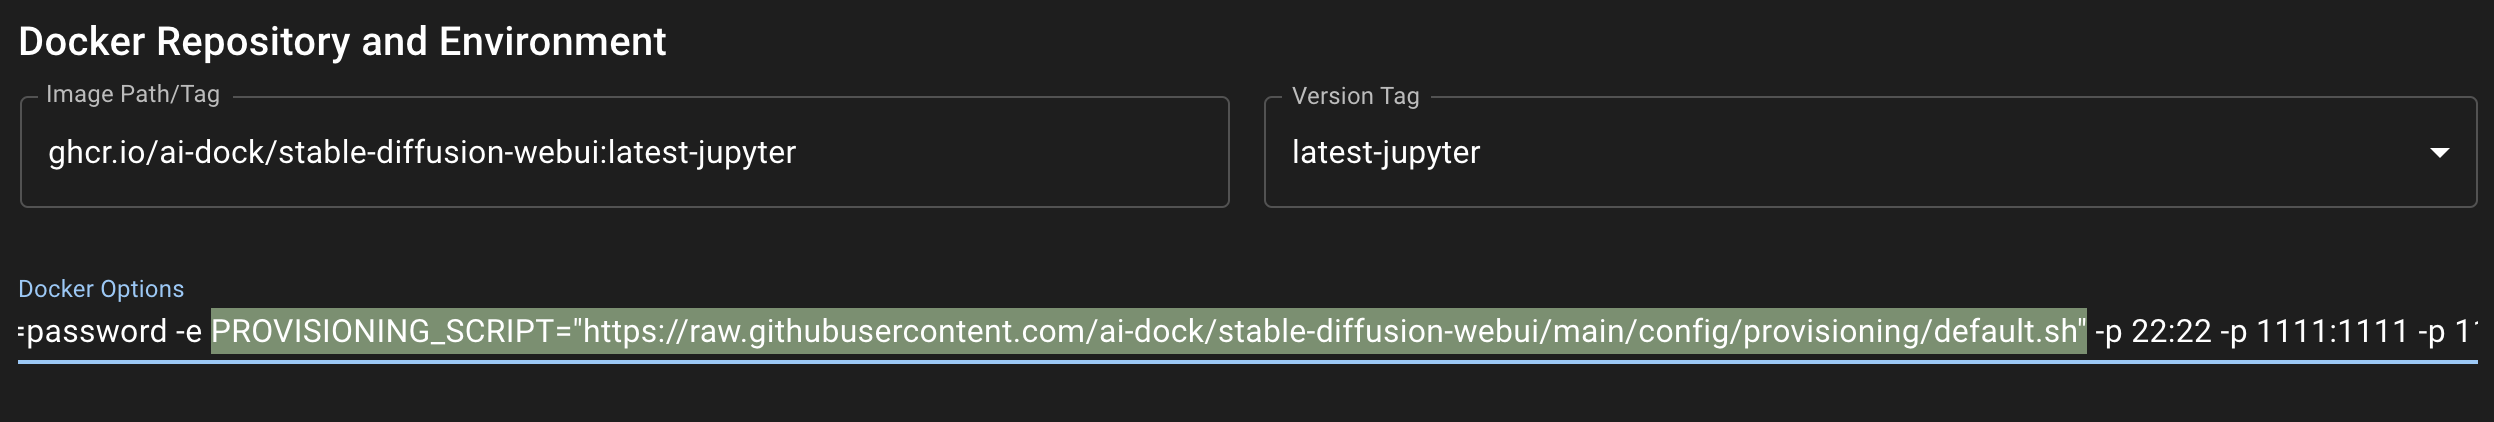 Docker Repository and Environment
Image Path/Tag
ghcr.io/ai-dock/stable-diffusion-webui:latest-jupyter
Version Tag
latest-jupyter
Docker Options
=password -e PROVISIONING_SCRIPT="https://raw.githubusercontent.com/ai-dock/stable-diffusion-webui/main/config/provisioning/default.sh" -p 22:22 -p 1111:1111 -p 1